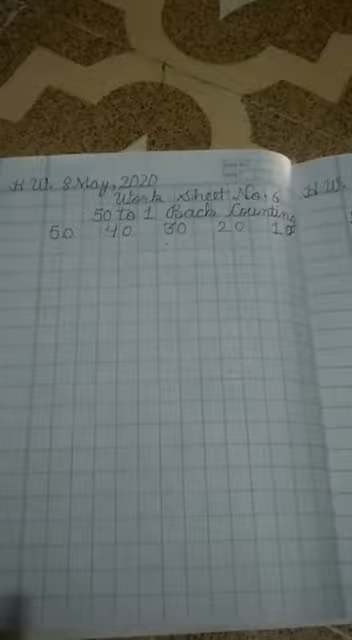 H W. 8 May, 2020
Work Sheet No. 6
50 to 1 Back Counting
50 40 30 20 10
H W.